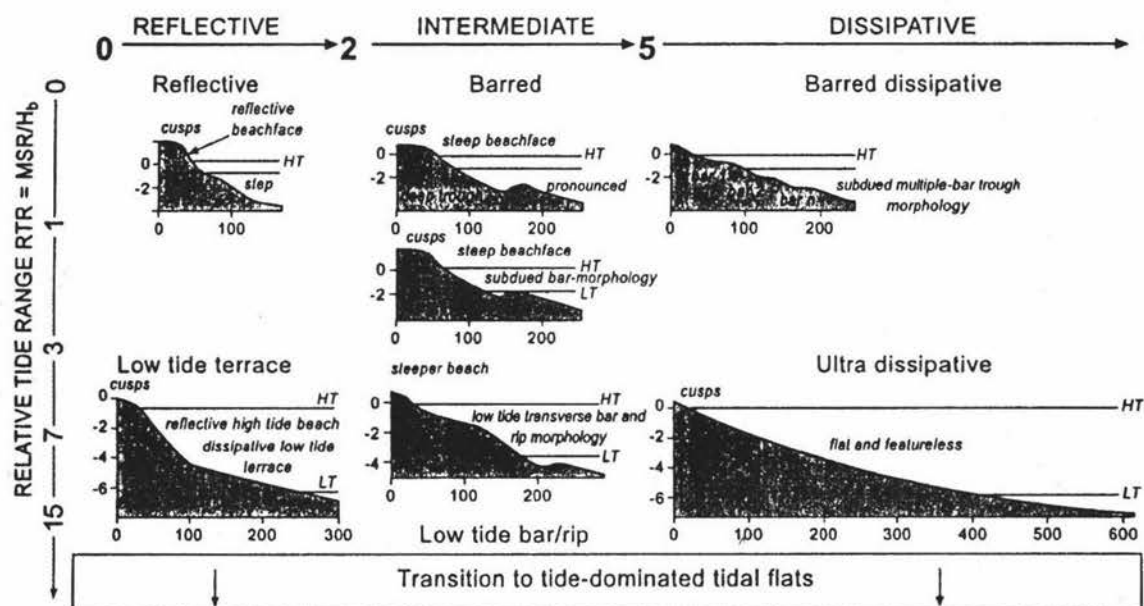 REFLECTIVE INTERMEDIATE DISSIPATIVE
0 2 5
RELATIVE TIDE RANGE RTR = MSR/Hb
0
1
3
7
15
Reflective
cusps
reflective
beachface
HT
step
0
-2
0 100
Barred
cusps
sleep beachface
HT
pronounced
trough
0
-2
0 100 200
Barred dissipative
HT
subdued multiple-bar trough
morphology
bar
0
-2
0 100 200
cusps
sleep beachface
HT
subdued bar-morphology
LT
0
-2
0 100 200
Low tide terrace
cusps
HT
reflective high tide beach
dissipative low tide
terrace
LT
0
-2
-4
-6
0 100 200 300
sleeper beach
HT
low tide transverse bar and
rip morphology
LT
0
-2
-4
0 100 200
Low tide bar/rip
Ultra dissipative
cusps
HT
flat and featureless
LT
0
-2
-4
-6
0 100 200 300 400 500 600
Transition to tide-dominated tidal flats